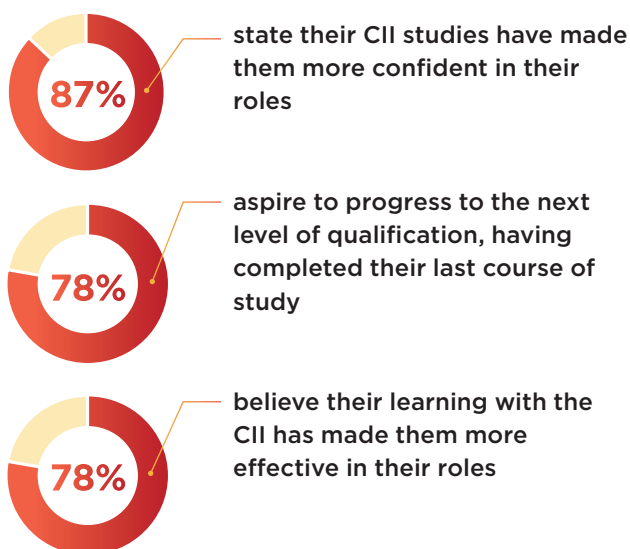 87%
state their CII studies have made
them more confident in their
roles
78%
aspire to progress to the next
level of qualification, having
completed their last course of
study
78%
believe their learning with the
CII has made them more
effective in their roles